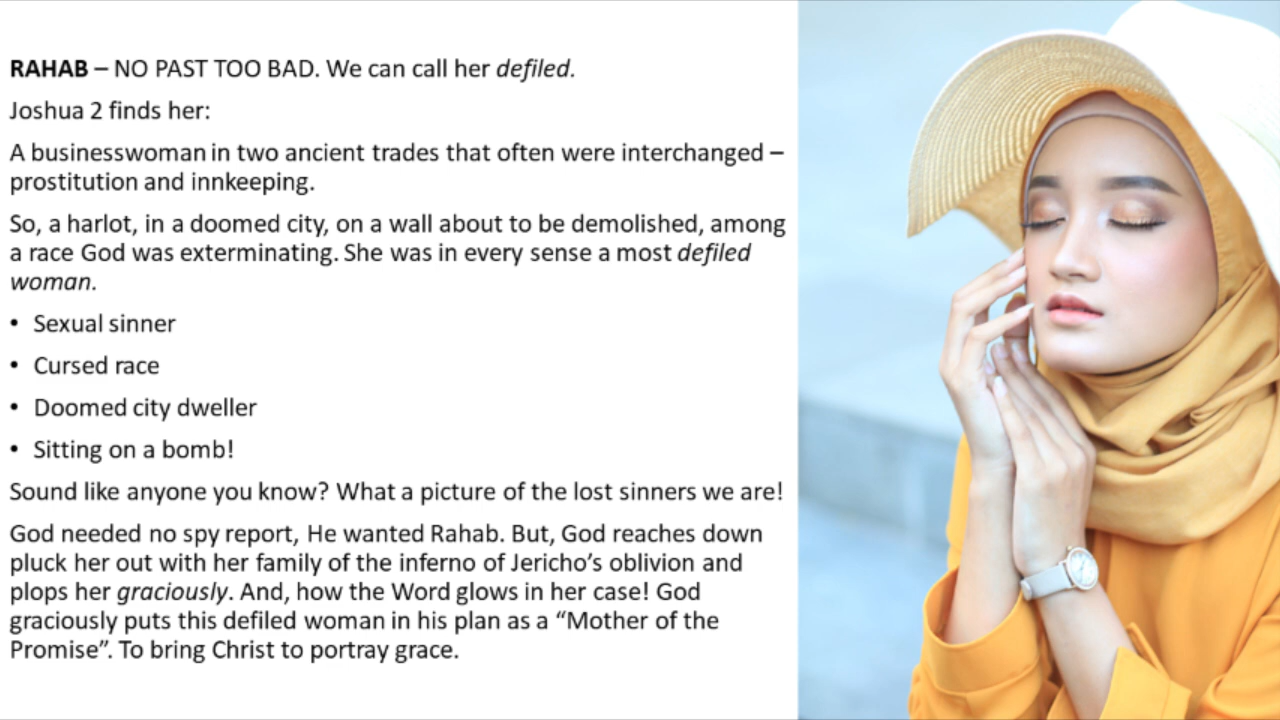 RAHAB – NO PAST TOO BAD. We can call her defiled.
Joshua 2 finds her:
A businesswoman in two ancient trades that often were interchanged –
prostitution and innkeeping.
So, a harlot, in a doomed city, on a wall about to be demolished, among
a race God was exterminating. She was in every sense a most defiled
woman.
• Sexual sinner
• Cursed race
• Doomed city dweller
• Sitting on a bomb!
Sound like anyone you know? What a picture of the lost sinners we are!
God needed no spy report, He wanted Rahab. But, God reaches down
pluck her out with her family of the inferno of Jericho’s oblivion and
plops her graciously. And, how the Word glows in her case! God
graciously puts this defiled woman in his plan as a “Mother of the
Promise”. To bring Christ to portray grace.